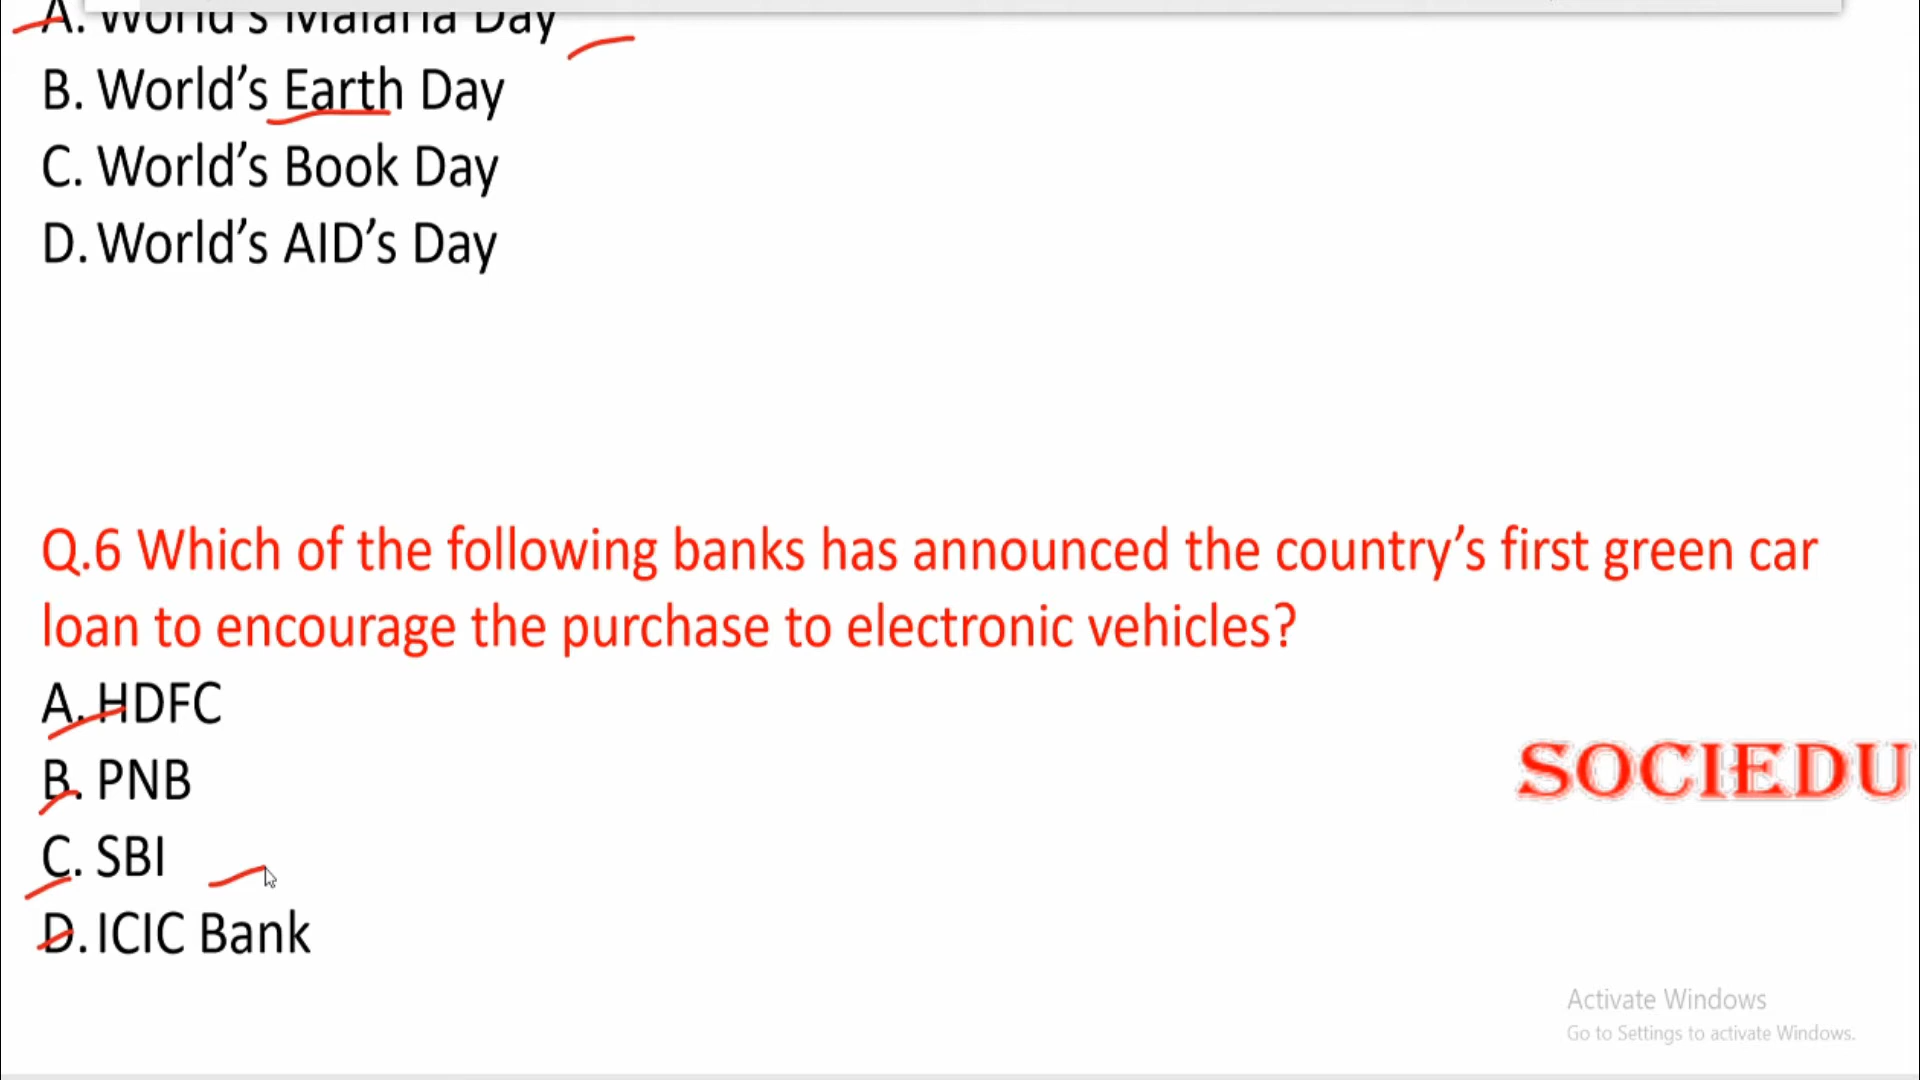 A. World's Malaria Day
B. World’s Earth Day
C. World’s Book Day
D. World’s AID’s Day
Q.6 Which of the following banks has announced the country’s first green car
loan to encourage the purchase to electronic vehicles?
A. HDFC
B. PNB
SOCIEDU
C. SBI
D. ICIC Bank
Activate Windows
Go to Settings to activate Windows.